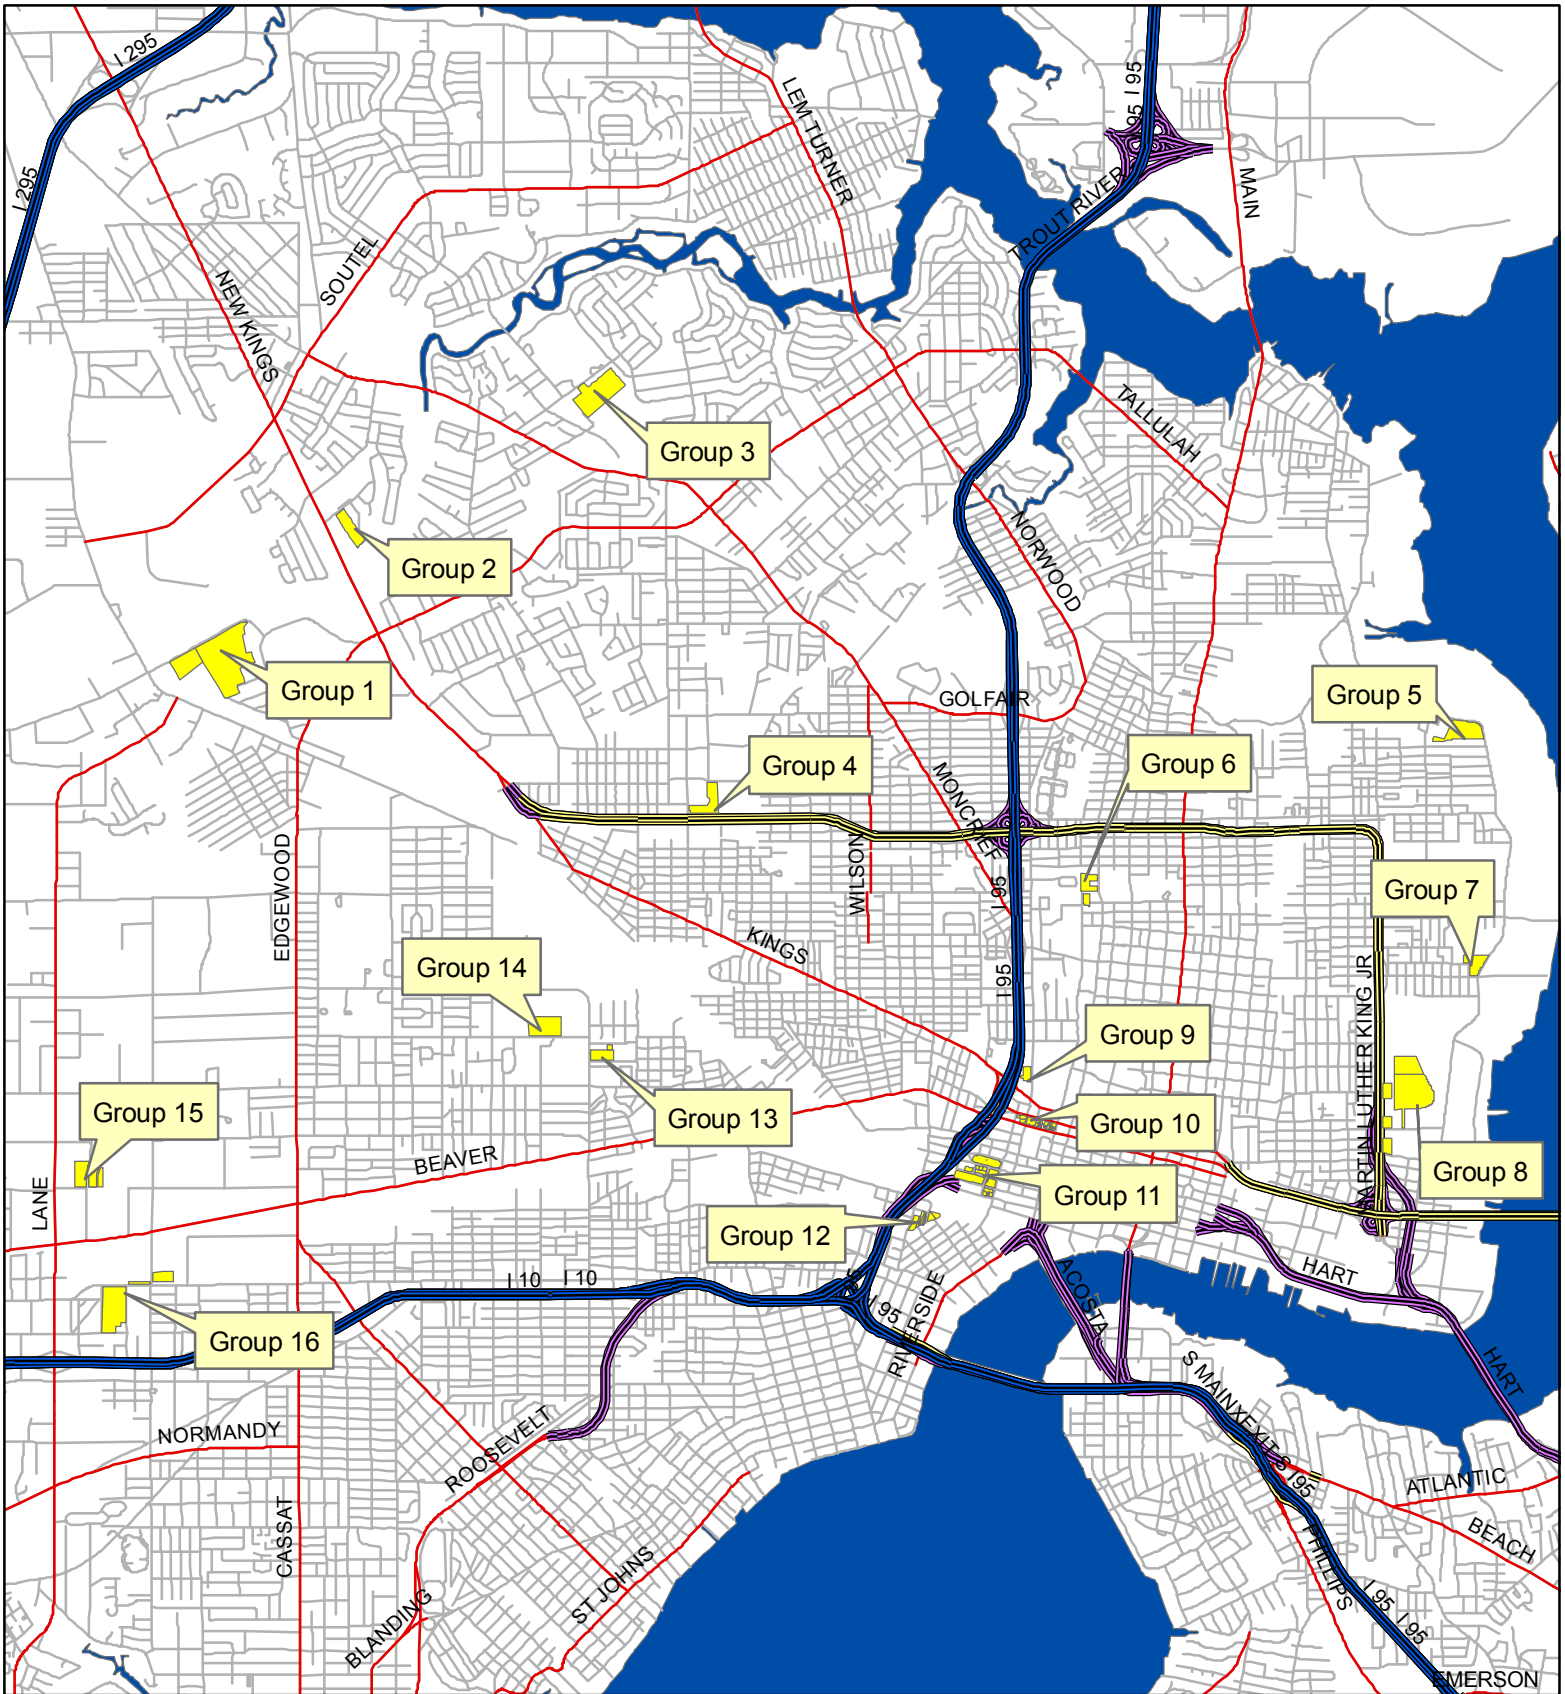 I 295
I 95
I 95
LEM TURNER
I 295
MAIN
TROUT RIVER
SOUTEL
NEW KINGS
TALLULAH
Group 3
NORWOOD
Group 2
Group 1
Group 5
GOLFAIR
Group 4
Group 6
MONCRIEF
EDGEWOOD
WILSON
I 95
Group 7
KINGS
Group 14
I 95
MARTIN LUTHER KING JR
Group 9
Group 15
Group 13
Group 10
BEAVER
Group 8
LANE
Group 11
Group 12
HART
I 10
I 10
ACOSTA
I 95
RIVERSIDE
Group 16
HART
S MAINXEXIT S I95
NORMANDY
ROOSEVELT
ATLANTIC
CASSAT
BEACH
PHILLIPS
ST JOHNS
I 95
I 95
BLANDING
EMERSON